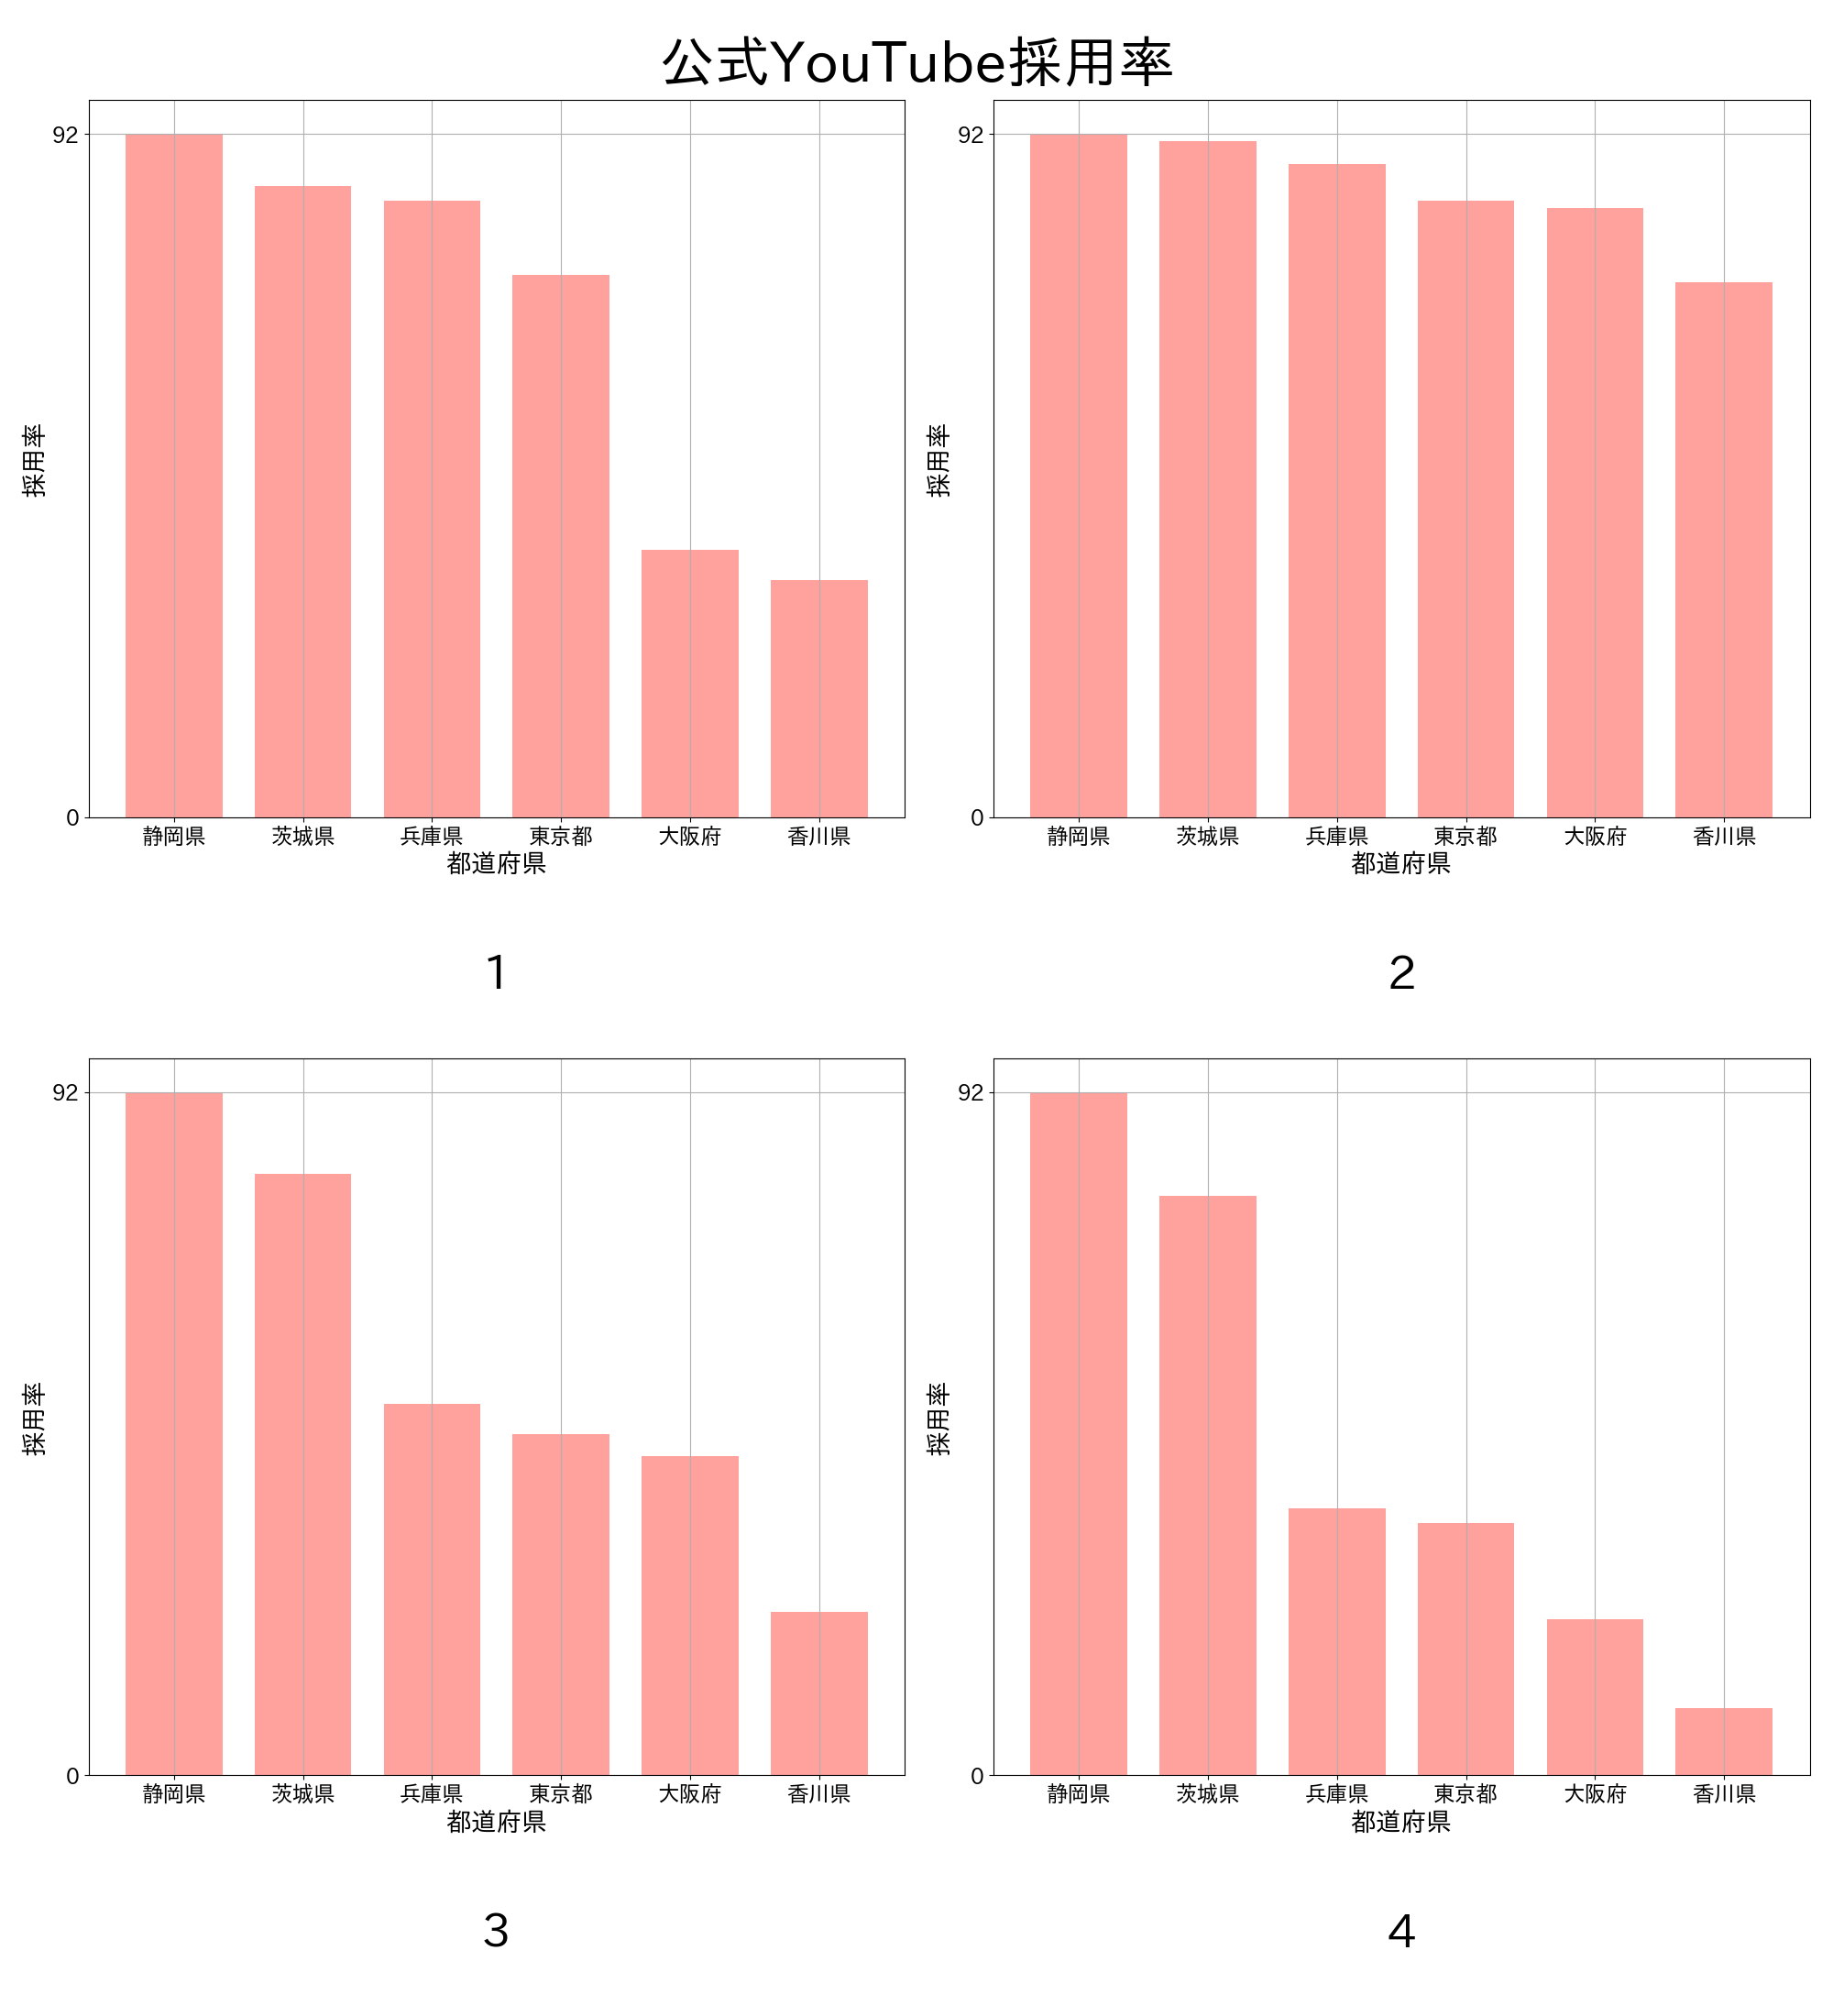 公式YouTube採用率
92
0
採用率
静岡県 茨城県 兵庫県 東京都 大阪府 香川県
都道府県
1
92
0
採用率
静岡県 茨城県 兵庫県 東京都 大阪府 香川県
都道府県
2
92
0
採用率
静岡県 茨城県 兵庫県 東京都 大阪府 香川県
都道府県
3
92
0
採用率
静岡県 茨城県 兵庫県 東京都 大阪府 香川県
都道府県
4